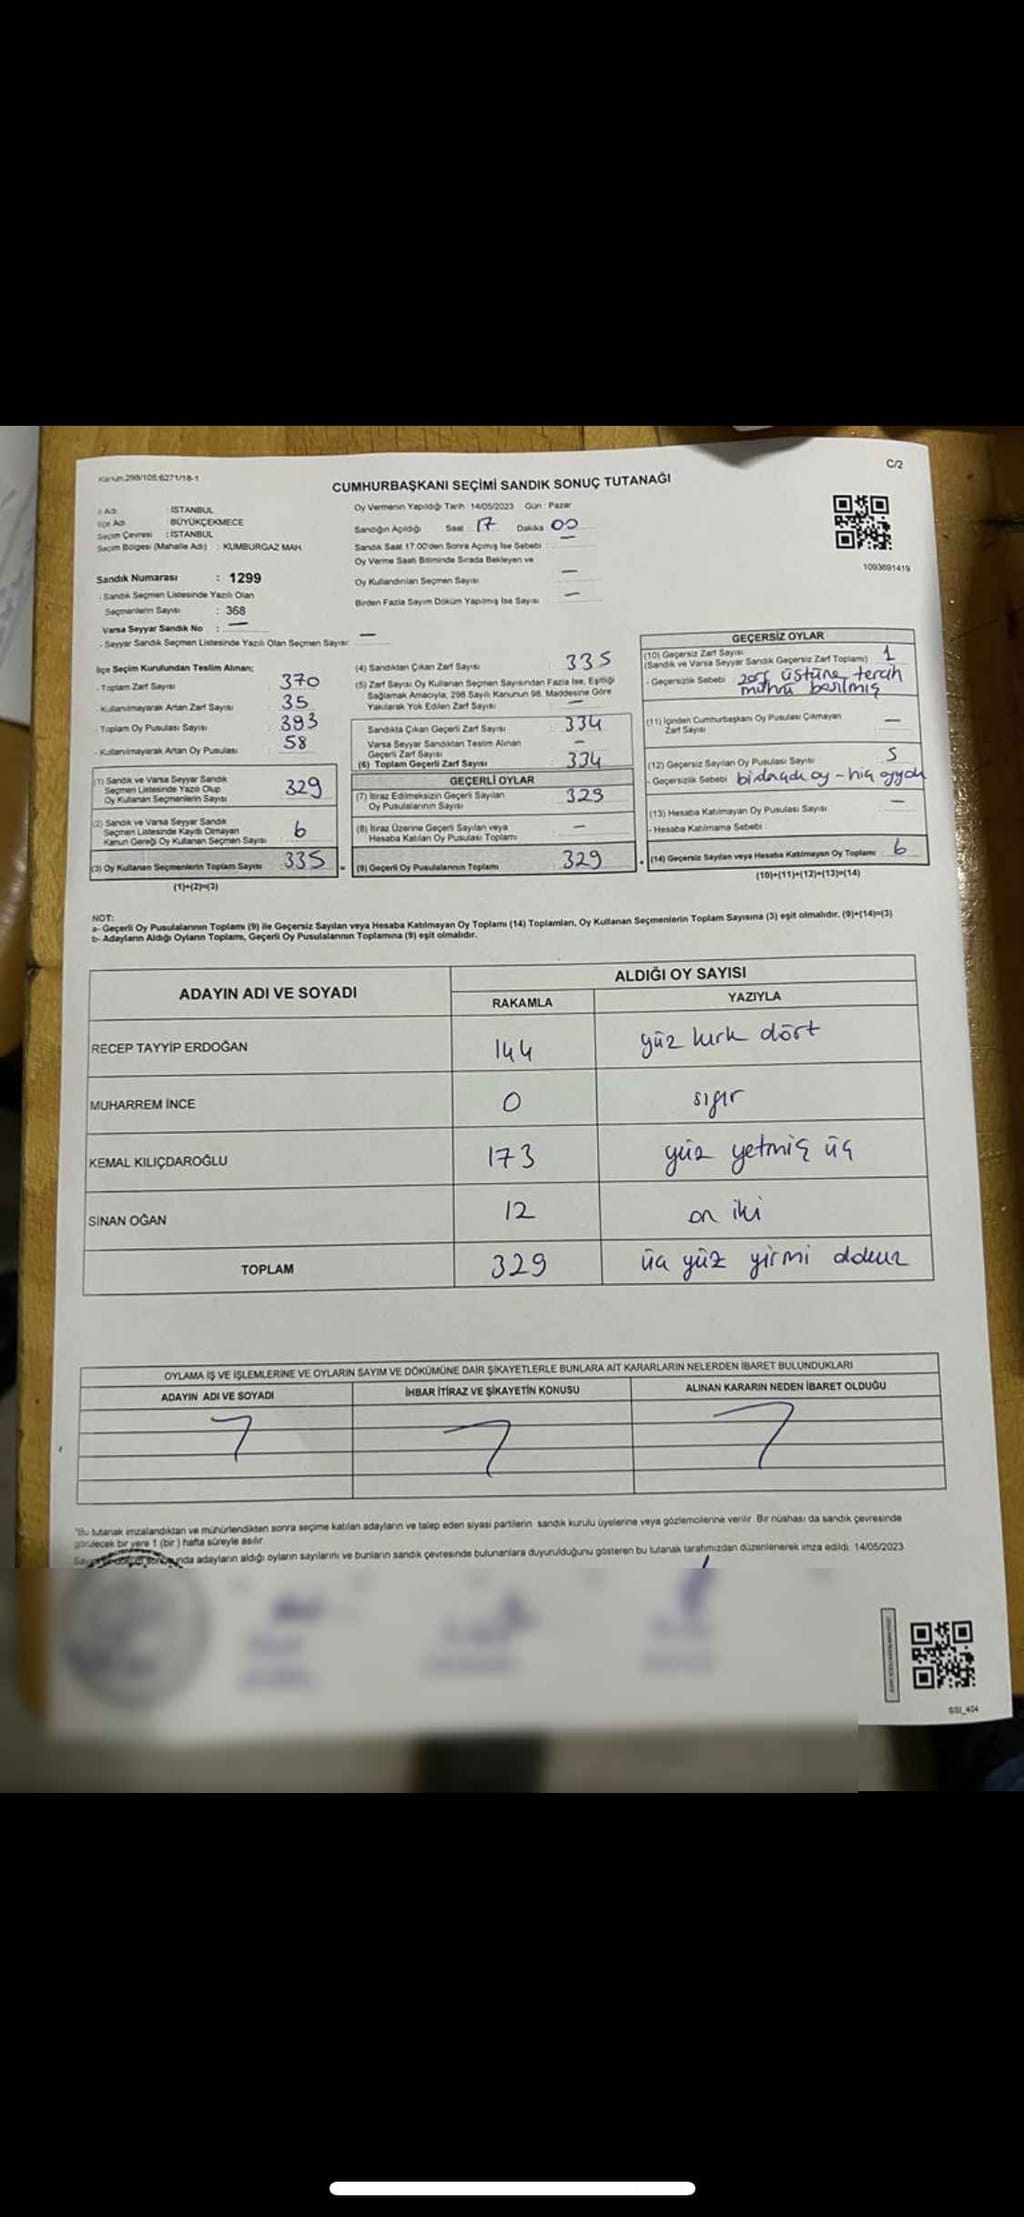 Kanun 298/105;6271/18-1
C/2
CUMHURBAŞKANI SEÇİMİ SANDIK SONUÇ TUTANAĞI
İl Adı : İSTANBUL
İlçe Adı : BÜYÜKÇEKMECE
Seçim Çevresi : İSTANBUL
Seçim Bölgesi (Mahalle Adı) : KUMBURGAZ MAH.
Sandık Numarası : 1299
- Sandık Seçmen Listesinde Yazılı Olan
Seçmenlerin Sayısı : 368
Varsa Seyyar Sandık No : —
- Seyyar Sandık Seçmen Listesinde Yazılı Olan Seçmen Sayısı: —
Oy Vermenin Yapıldığı Tarih 14/05/2023 Gün : Pazar
Sandığın Açıldığı Saat 17 Dakika 00
Sandık Saat 17:00'den Sonra Açılmış İse Sebebi : —
Oy Verme Saati Bitiminde Sırada Bekleyen ve
Oy Kullandırılan Seçmen Sayısı —
Birden Fazla Sayım Döküm Yapılmış İse Sayısı —
1093691419
İlçe Seçim Kurulundan Teslim Alınan;
- Toplam Zarf Sayısı : 370
- Kullanılmayarak Artan Zarf Sayısı : 35
Toplam Oy Pusulası Sayısı : 393
- Kullanılmayarak Artan Oy Pusulası : 58
(1) Sandık ve Varsa Seyyar Sandık
Seçmen Listesinde Yazılı Olup
Oy Kullanan Seçmenlerin Sayısı 329
(2) Sandık ve Varsa Seyyar Sandık
Seçmen Listesinde Kaydı Olmayan
Kanun Gereği Oy Kullanan Seçmen Sayısı 6
(3) Oy Kullanan Seçmenlerin Toplam Sayısı 335
(1)+(2)=(3)
(4) Sandıktan Çıkan Zarf Sayısı : 335
(5) Zarf Sayısı Oy Kullanan Seçmen Sayısından Fazla İse, Eşitliği
Sağlamak Amacıyla, 298 Sayılı Kanunun 98. Maddesine Göre
Yakılarak Yok Edilen Zarf Sayısı : —
Sandıkta Çıkan Geçerli Zarf Sayısı : 334
Varsa Seyyar Sandıktan Teslim Alınan
Geçerli Zarf Sayısı —
(6) Toplam Geçerli Zarf Sayısı : 334
GEÇERLİ OYLAR
(7) İtiraz Edilmeksizin Geçerli Sayılan
Oy Pusulalarının Sayısı 329
(8) İtiraz Üzerine Geçerli Sayılan veya
Hesaba Katılan Oy Pusulası Toplamı —
(9) Geçerli Oy Pusulalarının Toplamı 329
GEÇERSİZ OYLAR
(10) Geçersiz Zarf Sayısı
(Sandık ve Varsa Seyyar Sandık Geçersiz Zarf Toplamı) 1
- Geçersizlik Sebebi zarf üstüne tercih
mührü basılmış
(11) İçinden Cumhurbaşkanı Oy Pusulası Çıkmayan
Zarf Sayısı —
(12) Geçersiz Sayılan Oy Pusulası Sayısı 5
- Geçersizlik Sebebi oy - hiç
(13) Hesaba Katılmayan Oy Pusulası Sayısı —
- Hesaba Katılmama Sebebi :
(14) Geçersiz Sayılan veya Hesaba Katılmayan Oy Toplamı 6
(10)+(11)+(12)+(13)=(14)
NOT:
a- Geçerli Oy Pusulalarının Toplamı (9) ile Geçersiz Sayılan veya Hesaba Katılmayan Oy Toplamı (14) Toplamları, Oy Kullanan Seçmenlerin Toplam Sayısına (3) eşit olmalıdır. (9)+(14)=(3)
b- Adayların Aldığı Oyların Toplamı, Geçerli Oy Pusulalarının Toplamına (9) eşit olmalıdır.
ADAYIN ADI VE SOYADI
ALDIĞI OY SAYISI
RAKAMLA YAZIYLA
RECEP TAYYİP ERDOĞAN 144 yüz kırk dört
MUHARREM İNCE 0 sıfır
KEMAL KILIÇDAROĞLU 173 yüz yetmiş üç
SİNAN OĞAN 12 on iki
TOPLAM 329 üç yüz yirmi dokuz
OYLAMA İŞ VE İŞLEMLERİNE VE OYLARIN SAYIM VE DÖKÜMÜNE DAİR ŞİKAYETLERLE BUNLARA AİT KARARLARIN NELERDEN İBARET BULUNDUKLARI
ADAYIN ADI VE SOYADI İHBAR İTİRAZ VE ŞİKAYETİN KONUSU ALINAN KARARIN NEDEN İBARET OLDUĞU
"Bu tutanak imzalandıktan ve mühürlendikten sonra seçime katılan adayların ve talep eden siyasi partilerin sandık kurulu üyelerine veya gözlemcilerine verilir. Bir nüshası da sandık çevresinde
görülecek bir yere 1 (bir ) hafta süreyle asılır.
sonunda adayların aldığı oyların sayılarını ve bunların sandık çevresinde bulunanlara duyurulduğunu gösteren bu tutanak tarafımızdan düzenlenerek imza edildi. 14/05/2023
SSI_404